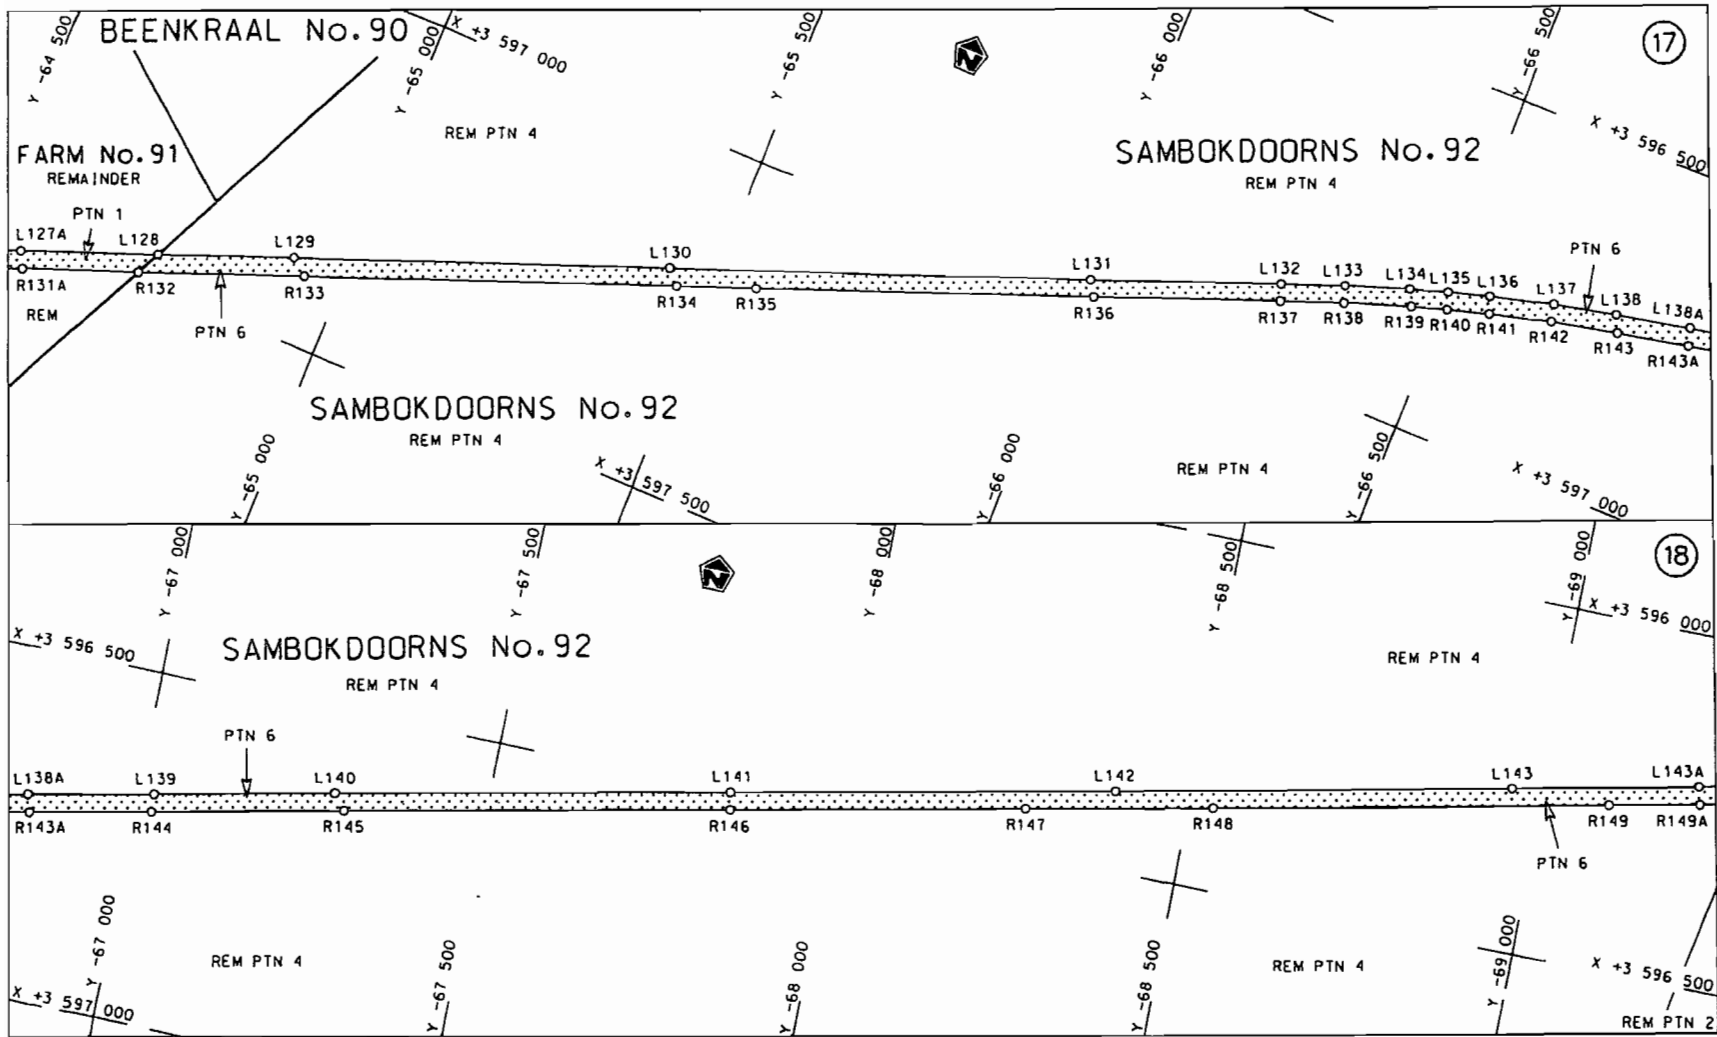 Y -64 500
BEENKRAAL No.90
Y -65 000
X +3 597 000
Y -65 500
N
Y -66 000
Y -66 500
17
REM PTN 4
X +3 596 500
FARM No.91
REMAINDER
SAMBOKDOORNS No.92
REM PTN 4
PTN 1
L127A
L128
L129
L130
L131
L132
L133
L134
L135
L136
PTN 6
L137
L138
L138A
R131A
R132
R133
R134
R135
R136
R137
R138
R139
R140
R141
R142
R143
R143A
REM
PTN 6
SAMBOKDOORNS No.92
REM PTN 4
Y -65 000
X +3 597 500
Y -66 000
REM PTN 4
Y -66 500
X +3 597 000
Y -67 000
Y -67 500
N
Y -68 000
Y -68 500
Y -69 000
18
X +3 596 000
X +3 596 500
SAMBOKDOORNS No.92
REM PTN 4
REM PTN 4
PTN 6
L138A
L139
L140
L141
L142
L143
L143A
R143A
R144
R145
R146
R147
R148
R149
R149A
PTN 6
Y -67 000
REM PTN 4
Y -67 500
Y -68 000
Y -68 500
REM PTN 4
Y -69 000
X +3 596 500
X +3 597 000
REM PTN 2